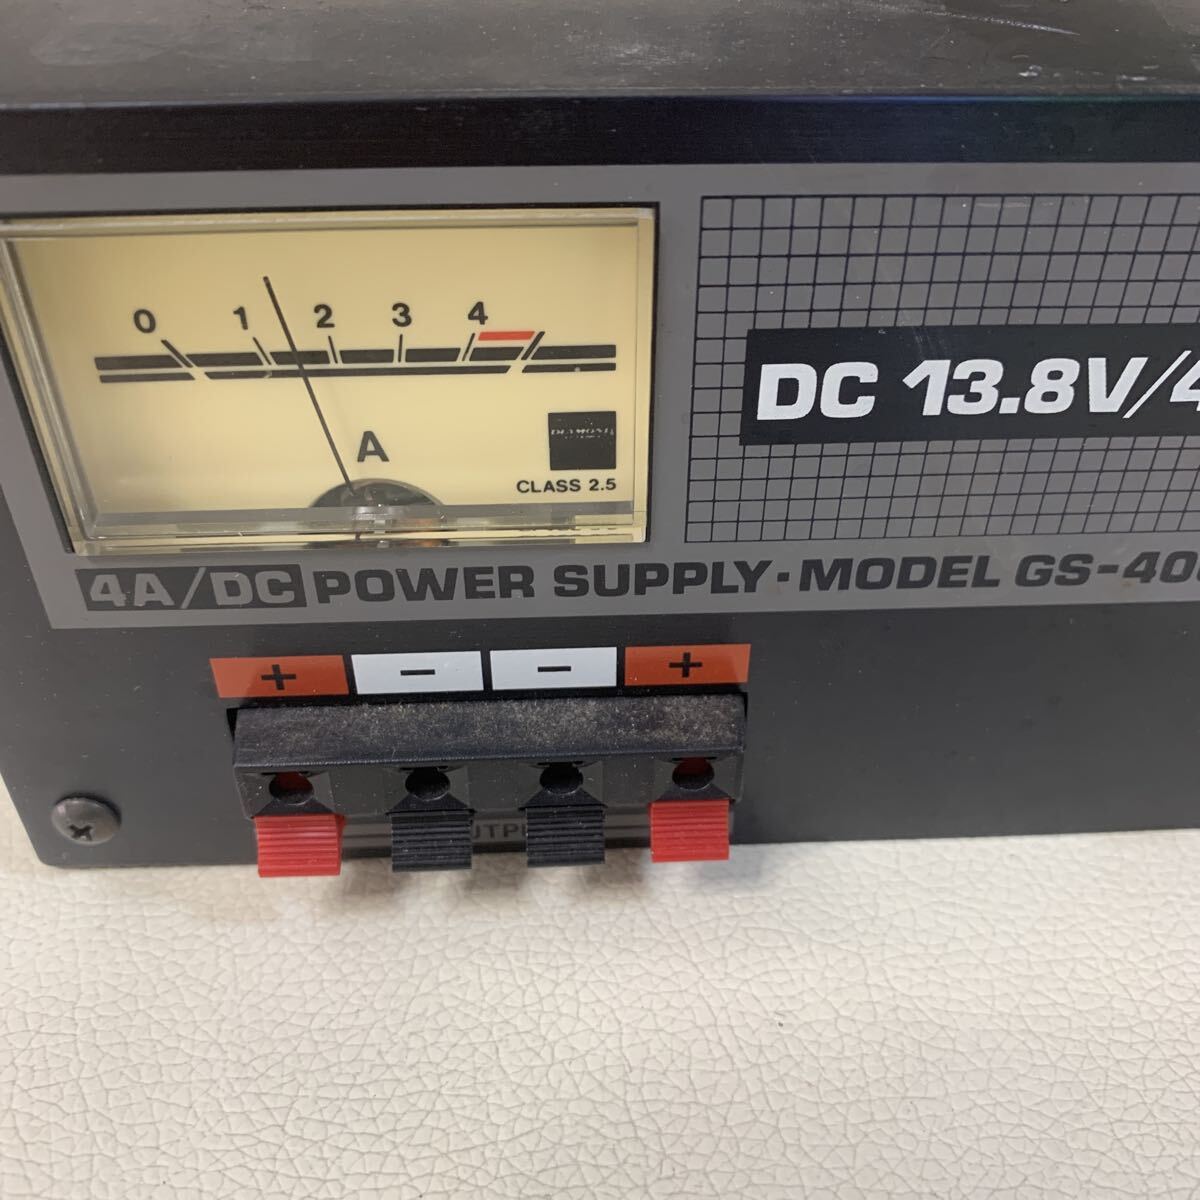 0 1 2 3 4
A
CLASS 2.5
DC 13.8V/4
4A/DC POWER SUPPLY·MODEL GS-40
+ − − +